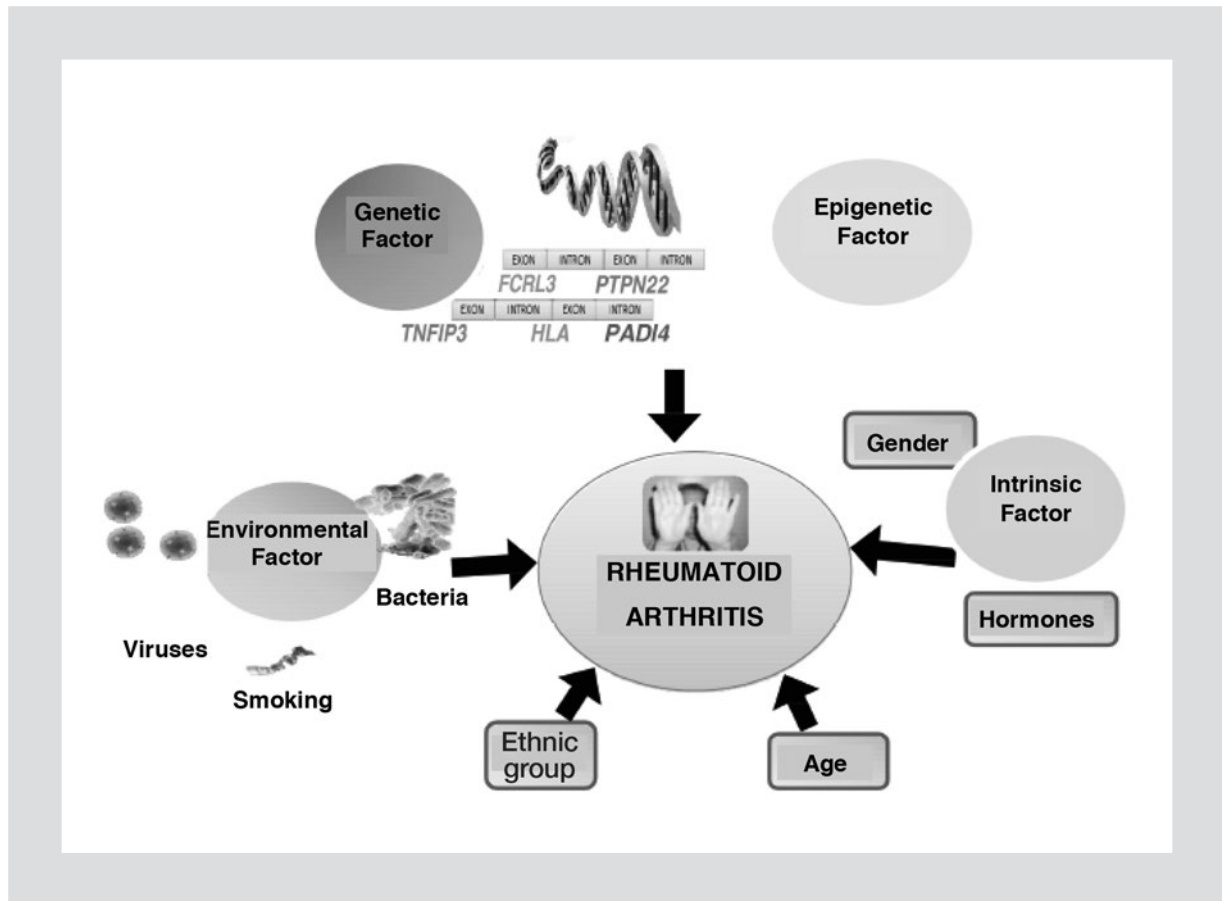 Genetic
Factor
Epigenetic
Factor
EXON INTRON EXON INTRON
FCRL3 PTPN22
EXON INTRON EXON INTRON
TNFIP3 HLA PADI4
Gender
Intrinsic
Factor
Hormones
Environmental
Factor
Bacteria
Viruses
Smoking
RHEUMATOID
ARTHRITIS
Ethnic
group
Age